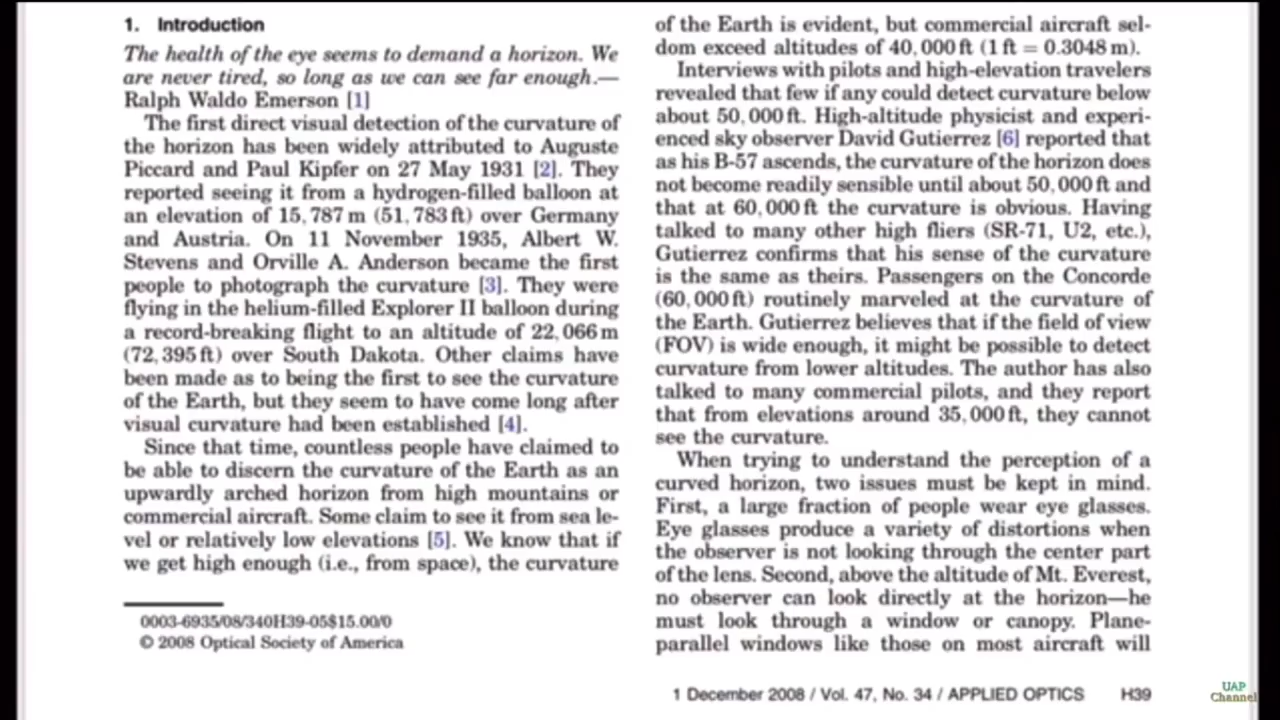 1. Introduction
The health of the eye seems to demand a horizon. We
are never tired, so long as we can see far enough.—
Ralph Waldo Emerson [1]
The first direct visual detection of the curvature of
the horizon has been widely attributed to Auguste
Piccard and Paul Kipfer on 27 May 1931 [2]. They
reported seeing it from a hydrogen-filled balloon at
an elevation of 15,787 m (51,783 ft) over Germany
and Austria. On 11 November 1935, Albert W.
Stevens and Orville A. Anderson became the first
people to photograph the curvature [3]. They were
flying in the helium-filled Explorer II balloon during
a record-breaking flight to an altitude of 22,066 m
(72,395 ft) over South Dakota. Other claims have
been made as to being the first to see the curvature
of the Earth, but they seem to have come long after
visual curvature had been established [4].
Since that time, countless people have claimed to
be able to discern the curvature of the Earth as an
upwardly arched horizon from high mountains or
commercial aircraft. Some claim to see it from sea le-
vel or relatively low elevations [5]. We know that if
we get high enough (i.e., from space), the curvature
0003-6935/08/340H39-05$15.00/0
© 2008 Optical Society of America
of the Earth is evident, but commercial aircraft sel-
dom exceed altitudes of 40,000 ft (1 ft = 0.3048 m).
Interviews with pilots and high-elevation travelers
revealed that few if any could detect curvature below
about 50,000 ft. High-altitude physicist and experi-
enced sky observer David Gutierrez [6] reported that
as his B-57 ascends, the curvature of the horizon does
not become readily sensible until about 50,000 ft and
that at 60,000 ft the curvature is obvious. Having
talked to many other high fliers (SR-71, U2, etc.),
Gutierrez confirms that his sense of the curvature
is the same as theirs. Passengers on the Concorde
(60,000 ft) routinely marveled at the curvature of
the Earth. Gutierrez believes that if the field of view
(FOV) is wide enough, it might be possible to detect
curvature from lower altitudes. The author has also
talked to many commercial pilots, and they report
that from elevations around 35,000 ft, they cannot
see the curvature.
When trying to understand the perception of a
curved horizon, two issues must be kept in mind.
First, a large fraction of people wear eye glasses.
Eye glasses produce a variety of distortions when
the observer is not looking through the center part
of the lens. Second, above the altitude of Mt. Everest,
no observer can look directly at the horizon—he
must look through a window or canopy. Plane-
parallel windows like those on most aircraft will
1 December 2008 / Vol. 47, No. 34 / APPLIED OPTICS H39
UAP
Channel